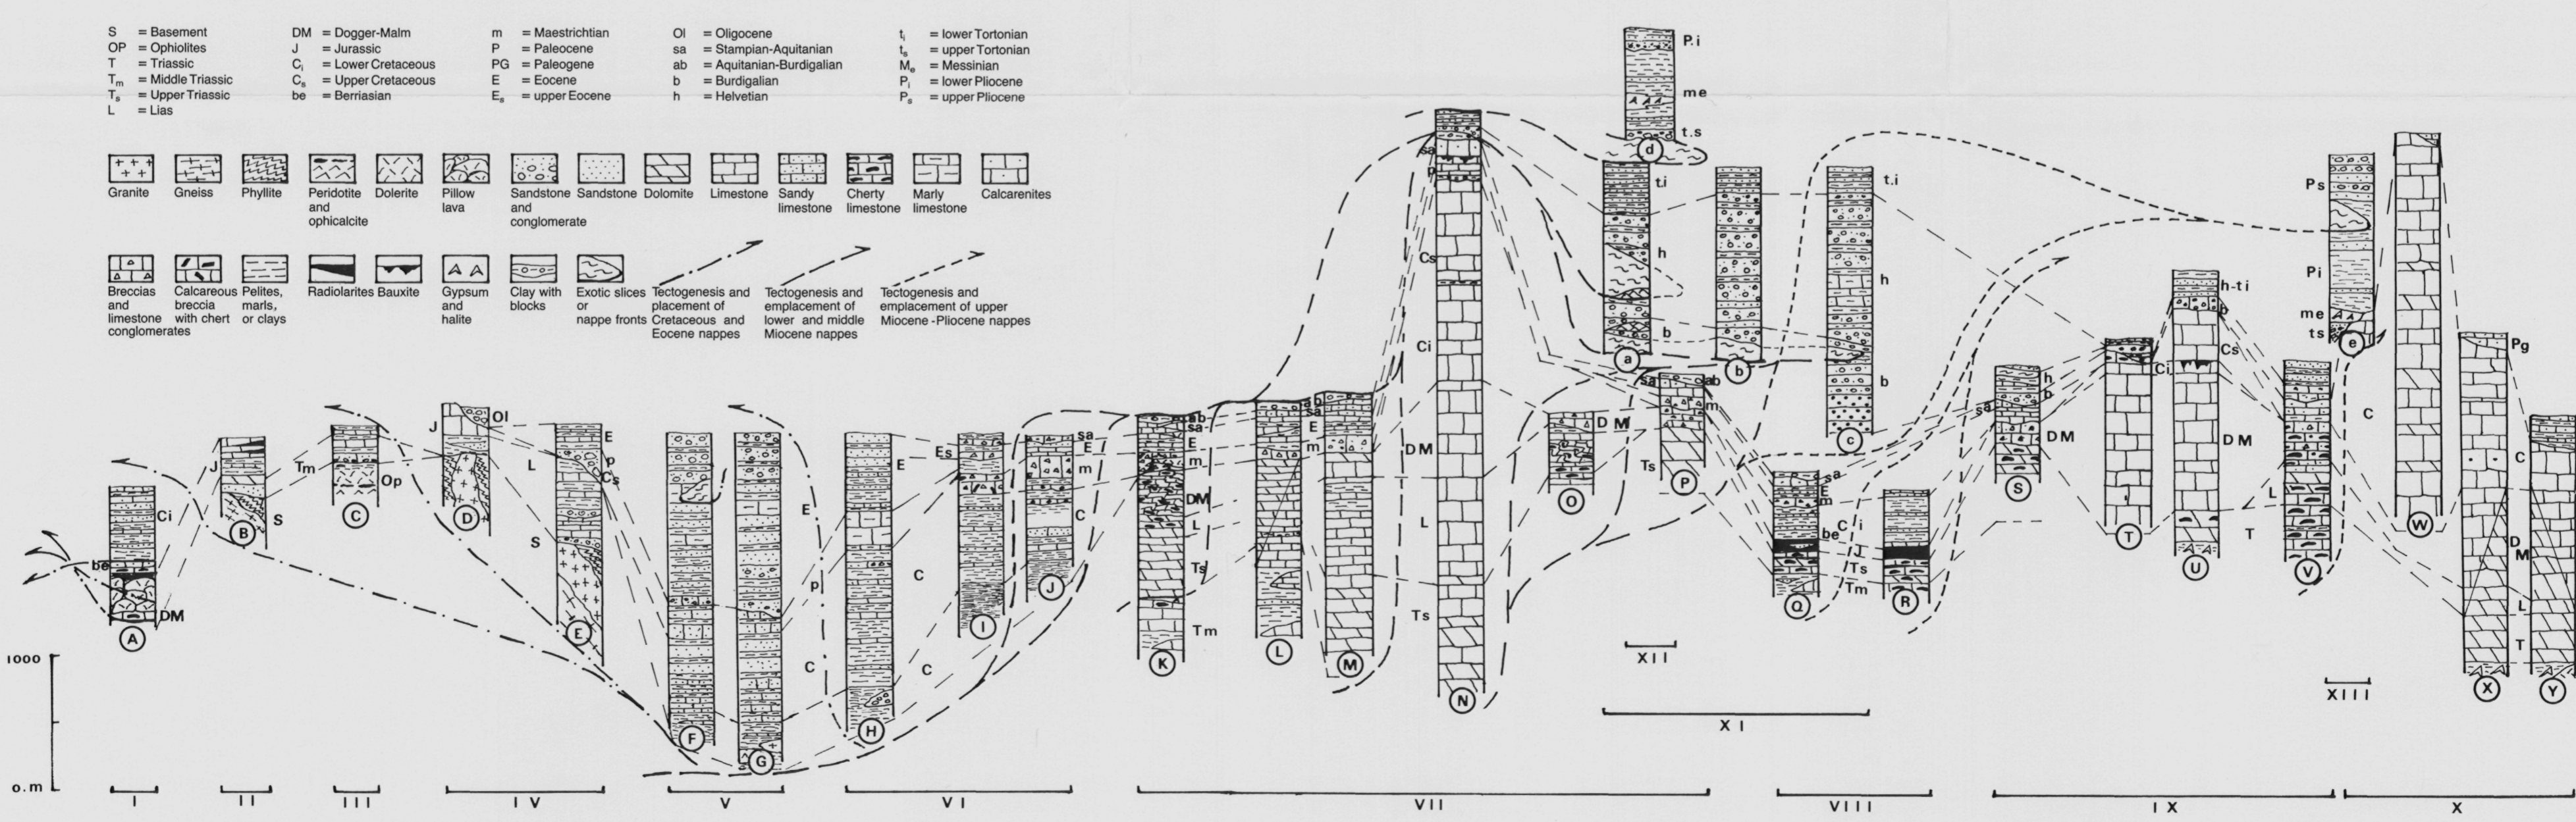 S = Basement
OP = Ophiolites
T = Triassic
Tm = Middle Triassic
Ts = Upper Triassic
L = Lias
DM = Dogger-Malm
J = Jurassic
Ci = Lower Cretaceous
Cs = Upper Cretaceous
be = Berriasian
m = Maestrichtian
P = Paleocene
PG = Paleogene
E = Eocene
Es = upper Eocene
Ol = Oligocene
sa = Stampian-Aquitanian
ab = Aquitanian-Burdigalian
b = Burdigalian
h = Helvetian
ti = lower Tortonian
ts = upper Tortonian
Me = Messinian
Pi = lower Pliocene
Ps = upper Pliocene
Granite
Gneiss
Phyllite
Peridotite
and
ophicalcite
Dolerite
Pillow
lava
Sandstone
and
conglomerate
Sandstone
Dolomite
Limestone
Sandy
limestone
Cherty
limestone
Marly
limestone
Calcarenites
Breccias
and
limestone
conglomerates
Calcareous
breccia
with chert
Pelites,
marls,
or clays
Radiolarites
Bauxite
Gypsum
and
halite
Clay with
blocks
Exotic slices
or
nappe fronts
Tectogenesis and
placement of
Cretaceous and
Eocene nappes
Tectogenesis and
emplacement of
lower and middle
Miocene nappes
Tectogenesis and
emplacement of upper
Miocene-Pliocene nappes
1000
o.m
Ci
be
DM
A
J
S
B
Tm
Op
C
J
Ol
D
L
S
E
p
Cs
E
F
E
p
C
G
E
C
C
H
Es
I
sa
E
m
C
J
ab
sa
E
m
DM
L
Ts
Tm
K
ab
sa
E
m
L
M
sa
p
Cs
Ci
DM
L
Ts
N
DM
O
sa
ab
m
Ts
P
P.i
me
t.s
d
t.i
h
b
a
b
t.i
h
b
c
sa
E
m
Ci
be
J
Ts
Tm
Q
R
h
b
sa
DM
S
Ci
T
h-ti
b
Cs
DM
U
L
T
V
Ps
Pi
me
ts
e
C
W
Pg
C
D
M
L
T
X
Y
I
II
III
IV
V
VI
VII
VIII
IX
X
XI
XII
XIII